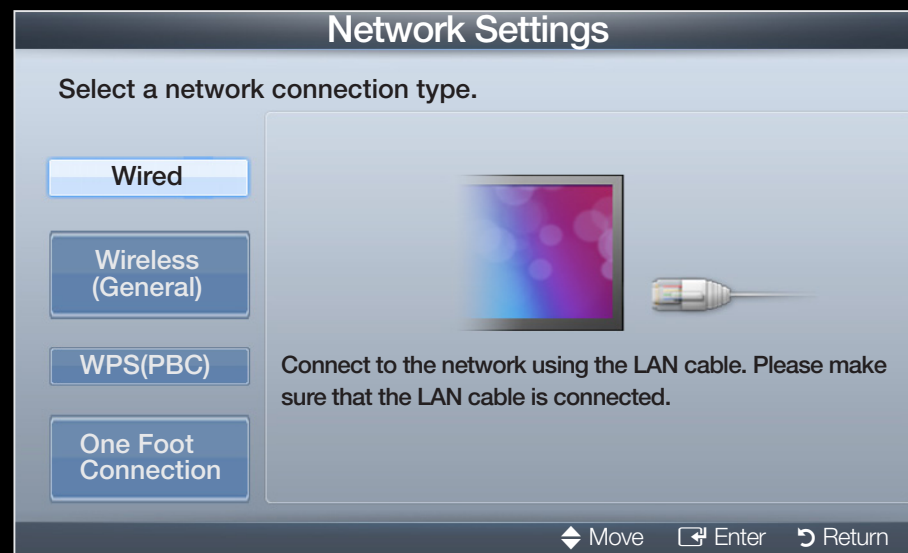 Network Settings
Select a network connection type.
Wired
Wireless
(General)
WPS(PBC)
One Foot
Connection
Connect to the network using the LAN cable. Please make
sure that the LAN cable is connected.
Move Enter Return